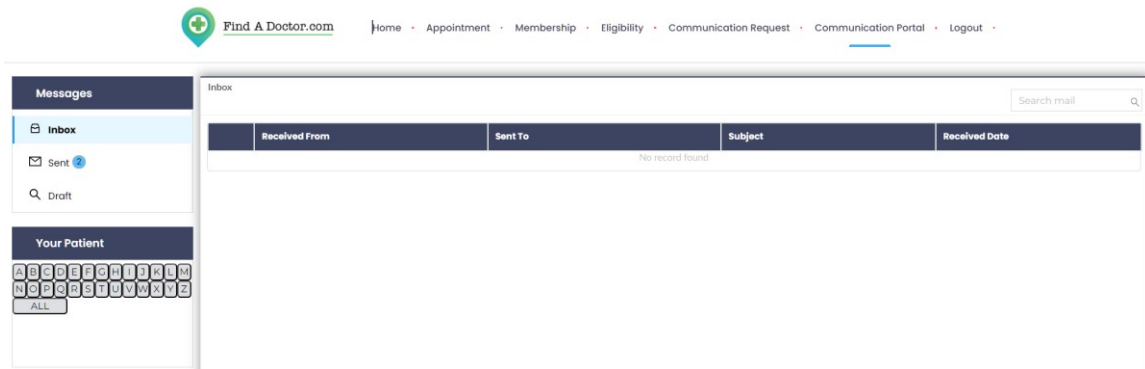 Find A Doctor.com
Home · Appointment · Membership · Eligibility · Communication Request · Communication Portal · Logout ·
Messages
Inbox
Sent 2
Draft
Your Patient
A B C D E F G H I J K L M
N O P Q R S T U V W X Y Z
ALL
Inbox
Search mail
Received From Sent To Subject Received Date
No record found